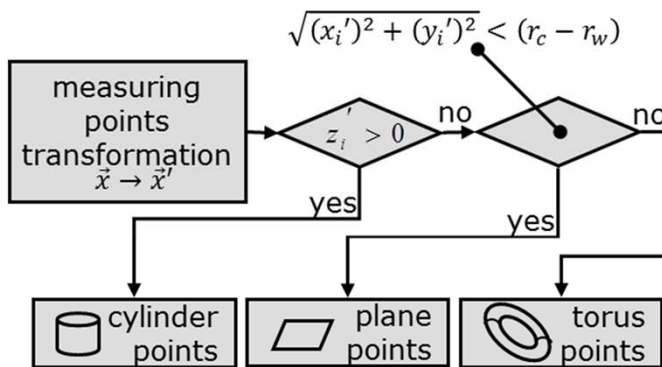 √(xᵢ′)² + (yᵢ′)² < (r_c − r_w)
measuring
points
transformation
x⃗ → x⃗′
zᵢ′ > 0
no
no
yes
yes
cylinder
points
plane
points
torus
points